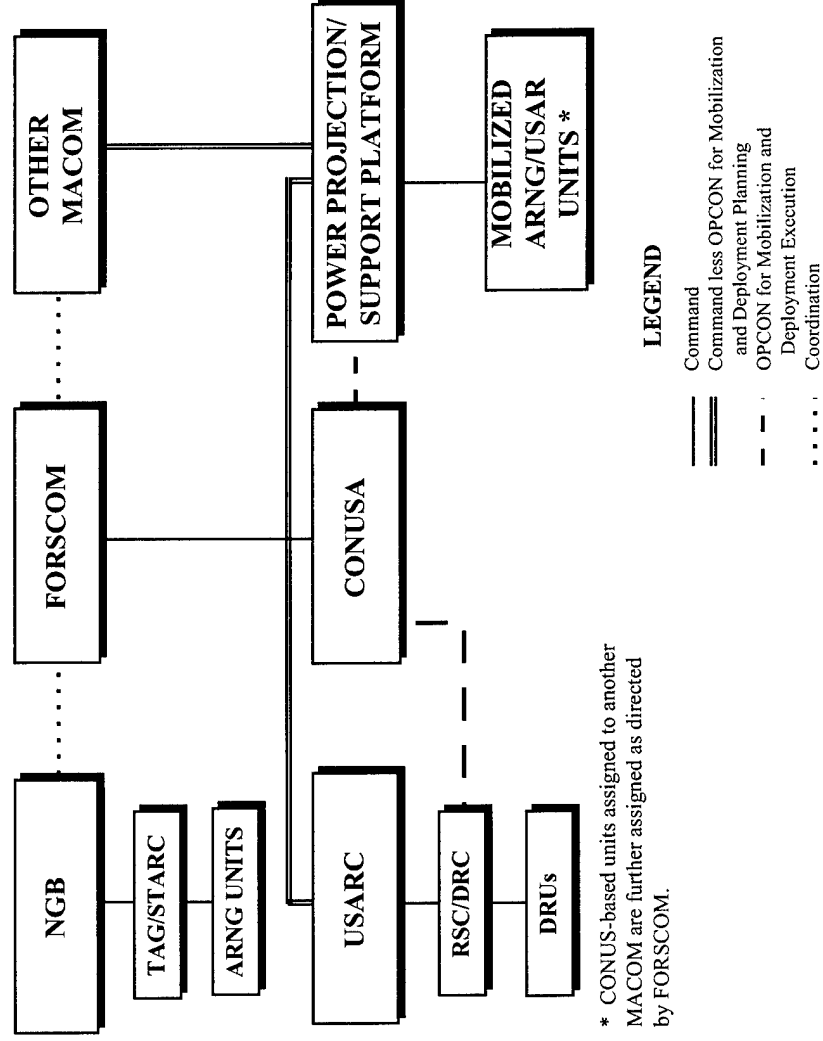 NGB
FORSCOM
OTHER
MACOM
TAG/STARC
ARNG UNITS
USARC
CONUSA
POWER PROJECTION/
SUPPORT PLATFORM
RSC/DRC
DRUs
MOBILIZED
ARNG/USAR
UNITS *
* CONUS-based units assigned to another
MACOM are further assigned as directed
by FORSCOM.
LEGEND
Command
Command less OPCON for Mobilization
and Deployment Planning
OPCON for Mobilization and
Deployment Execution
Coordination